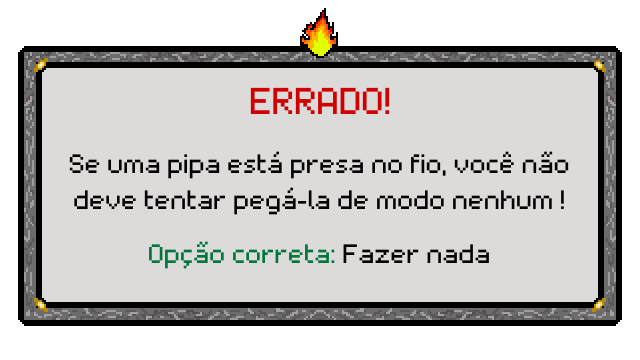 ERRADO!
Se uma pipa está presa no fio, você não
deve tentar pegá-la de modo nenhum !
Opção correta: Fazer nada